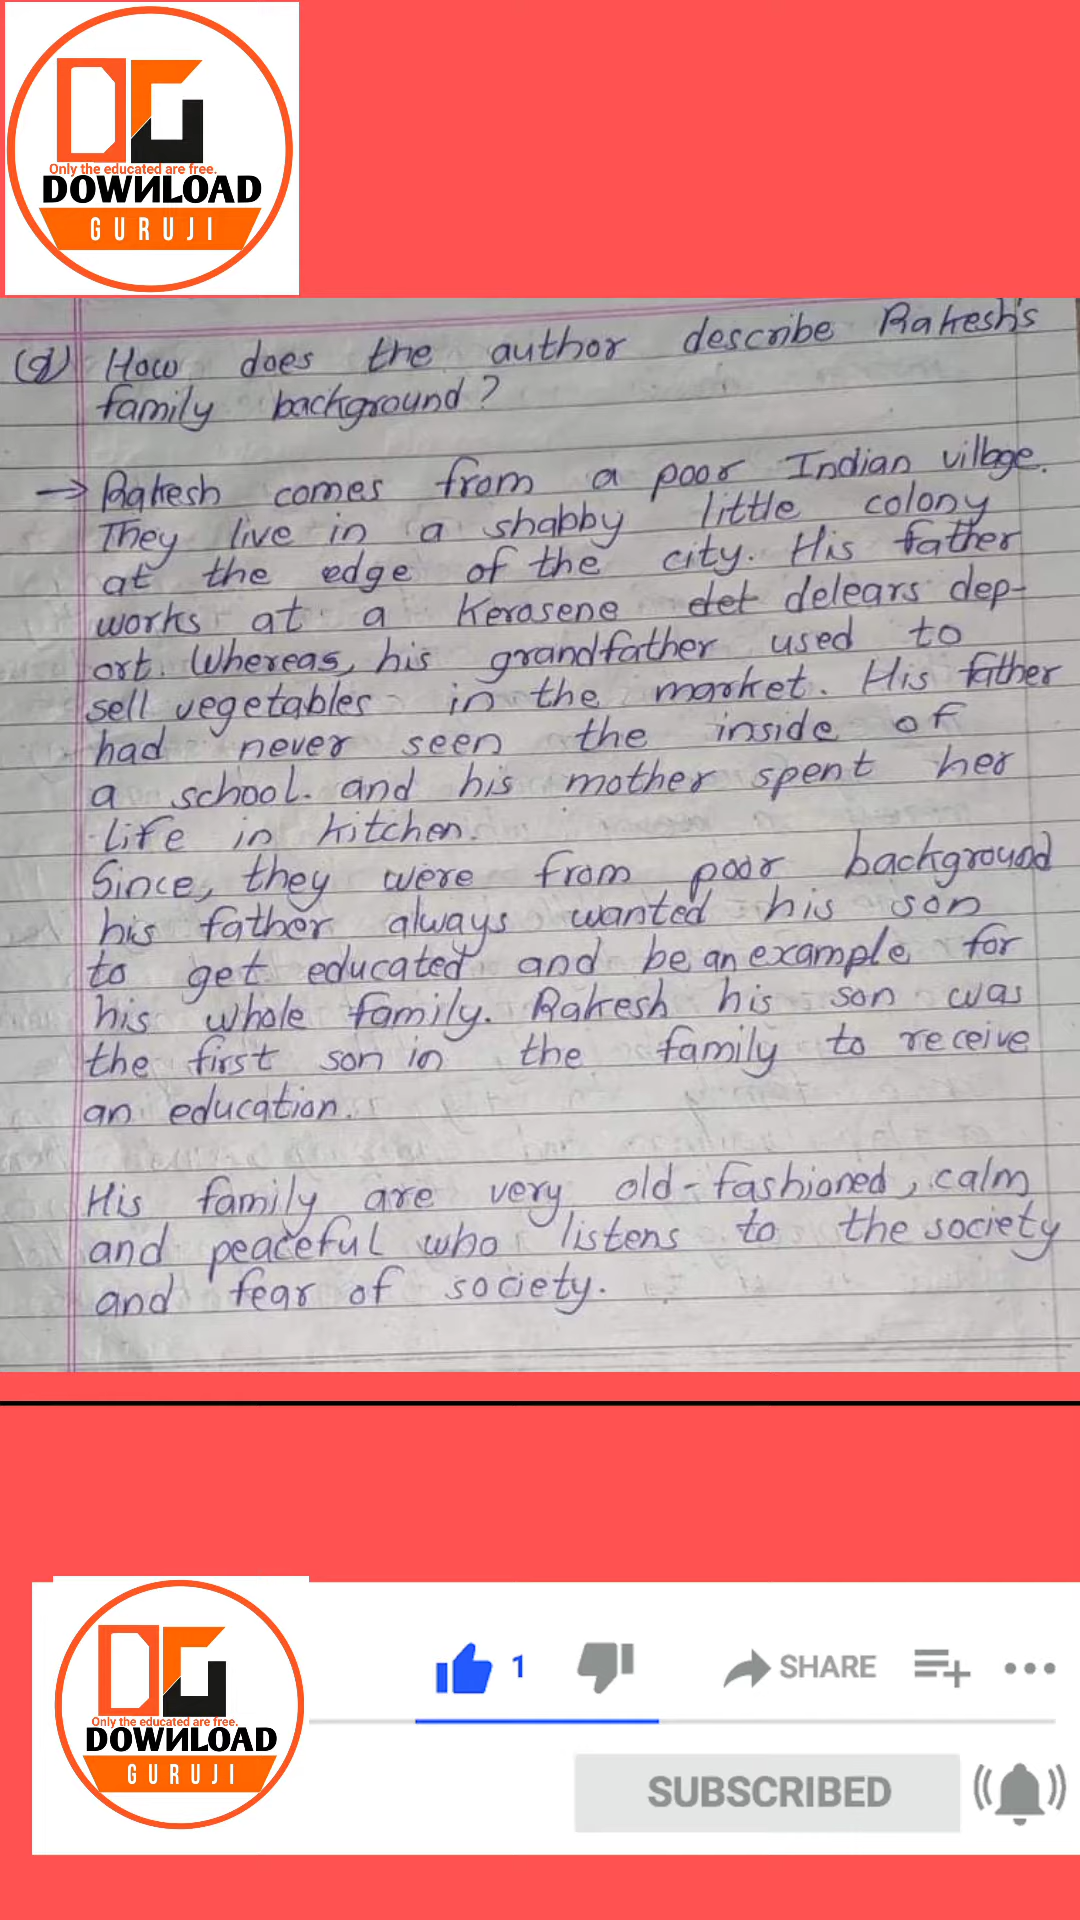 Only the educated are free.
DOWNLOAD
GURUJI
(d) How does the author describe Rakesh's
family background?
→ Rakesh comes from a poor Indian village.
They live in a shabby little colony
at the edge of the city. His father
works at a Kerosene det delears dep-
ort. Whereas, his grandfather used to
sell vegetables in the market. His father
had never seen the inside of
a school. and his mother spent her
life in kitchen.
Since, they were from poor background
his father always wanted his son
to get educated and be an example for
his whole family. Rakesh his son was
the first son in the family to receive
an education.
His family are very old-fashioned, calm
and peaceful who listens to the society
and fear of society.
1 SHARE
Only the educated are free.
DOWNLOAD
GURUJI
SUBSCRIBED